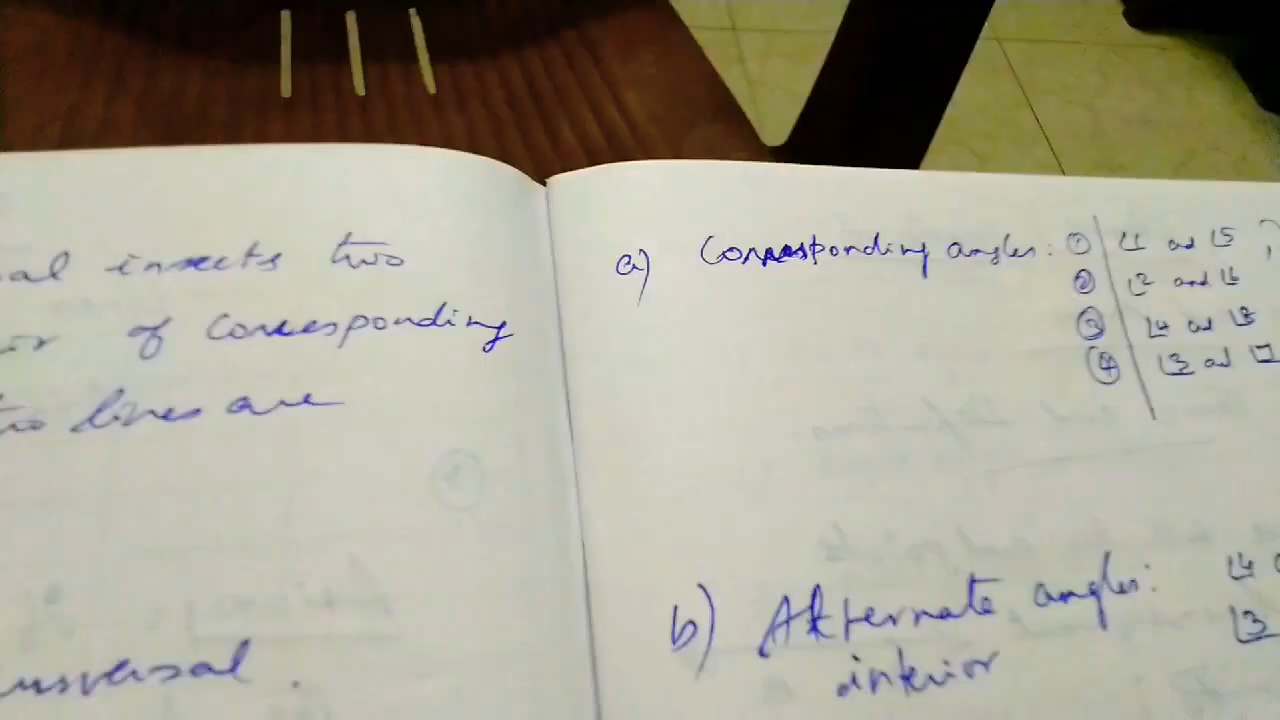 al insects two
of corresponding
lines are
a) Corresponding angles: ① ∠1 and ∠5
② ∠2 and ∠6
③ ∠4 and ∠8
④ ∠3 and ∠7
b) Alternate angles: ∠4
interior ∠3